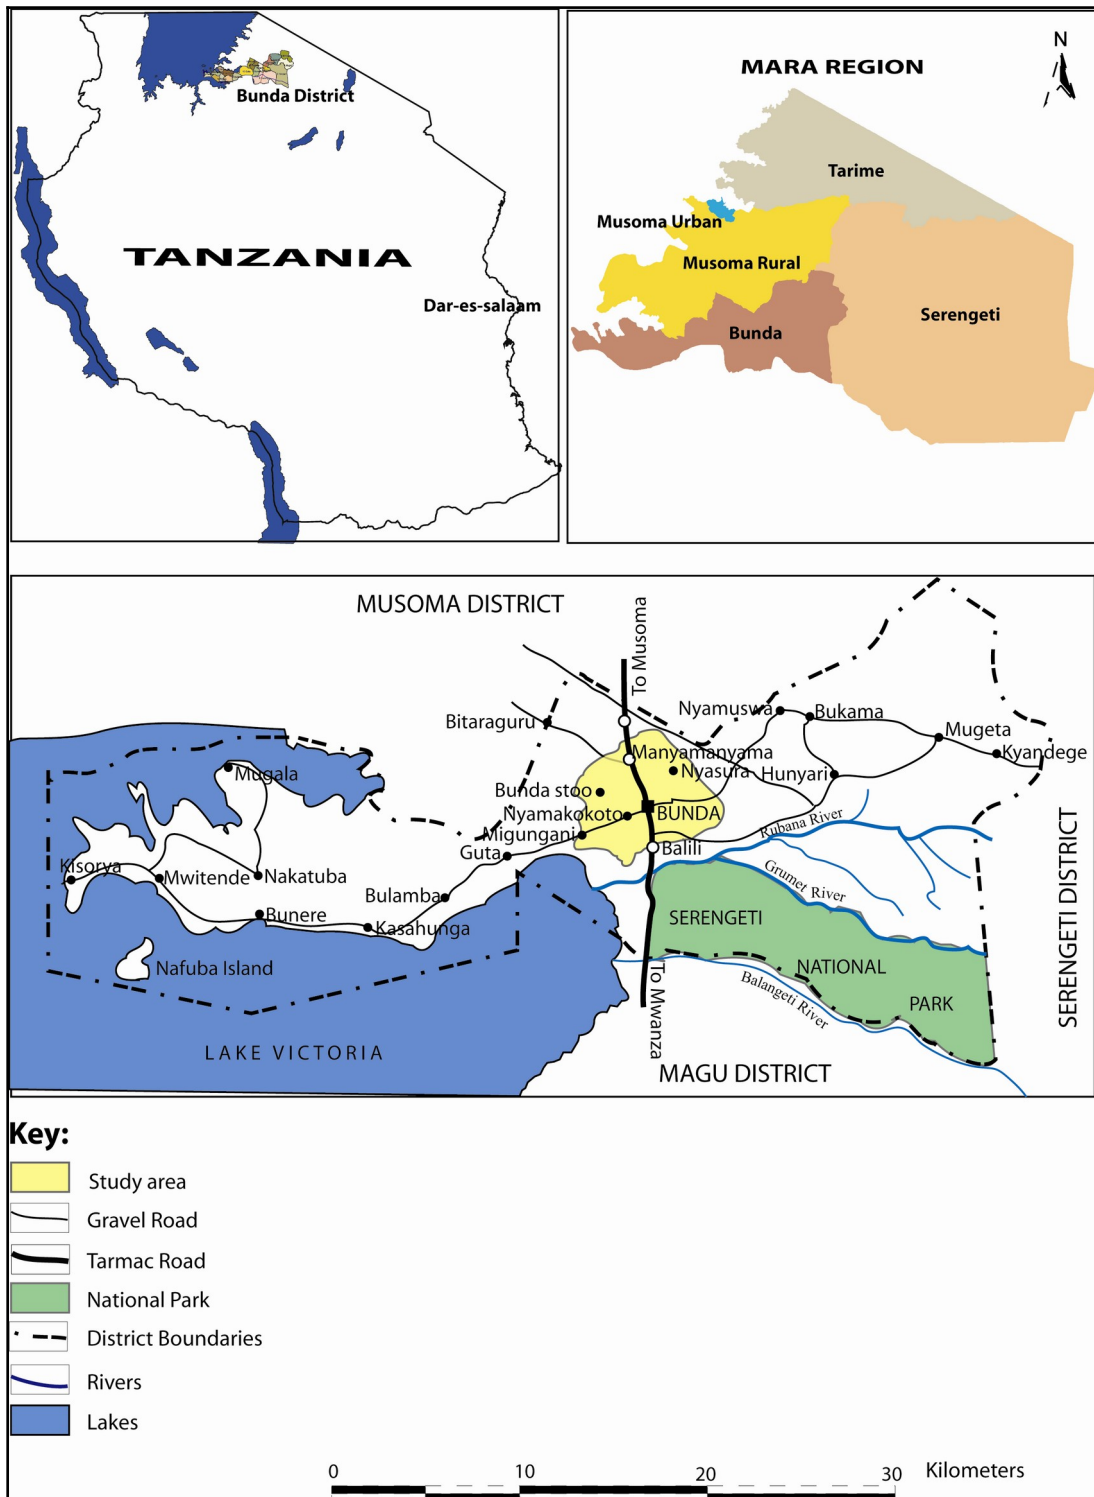 Bunda District
TANZANIA
Dar-es-salaam
N
MARA REGION
Tarime
Musoma Urban
Musoma Rural
Serengeti
Bunda
MUSOMA DISTRICT
To Musoma
Nyamuswa
Bukama
Bitaraguru
Mugeta
Manyamanyama
Kyandege
Nyasura
Hunyari
Mugala
Bunda stoo
Nyamakokoto
BUNDA
Rubana River
Migungani
Balili
Guta
Kisorya
Mwitende
Nakatuba
Grumet River
Bulamba
Bunere
Kasahunga
SERENGETI
SERENGETI DISTRICT
Nafuba Island
NATIONAL
PARK
To Mwanza
Balangeti River
LAKE VICTORIA
MAGU DISTRICT
Key:
Study area
Gravel Road
Tarmac Road
National Park
District Boundaries
Rivers
Lakes
0 10 20 30 Kilometers